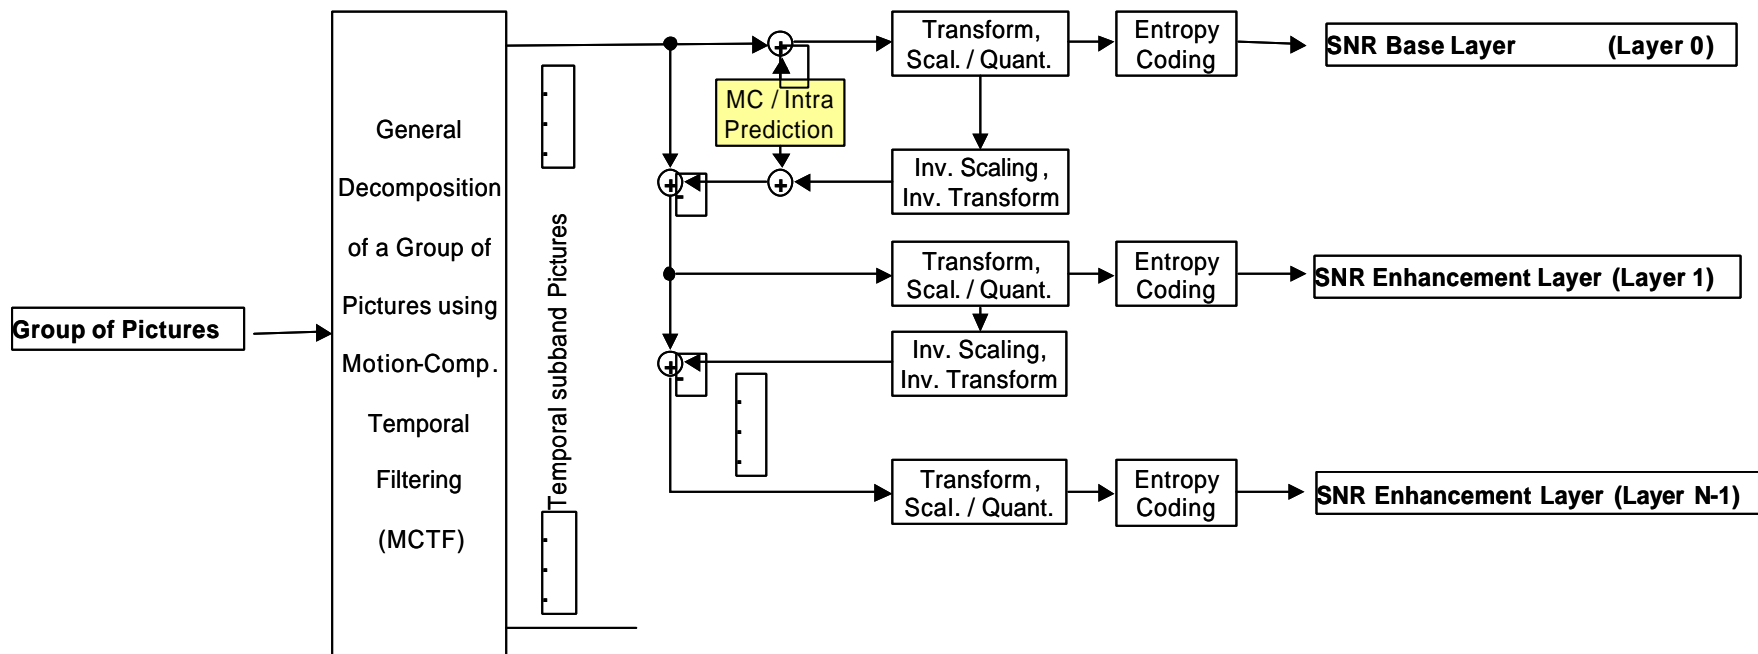 Group of Pictures
General
Decomposition
of a Group of
Pictures using
Motion-Comp.
Temporal
Filtering
(MCTF)
Temporal subband Pictures
+
MC / Intra
Prediction
+
-
+
Transform,
Scal. / Quant.
Entropy
Coding
SNR Base Layer (Layer 0)
Inv. Scaling,
Inv. Transform
Transform,
Scal. / Quant.
Entropy
Coding
SNR Enhancement Layer (Layer 1)
+
-
Inv. Scaling,
Inv. Transform
Transform,
Scal. / Quant.
Entropy
Coding
SNR Enhancement Layer (Layer N-1)